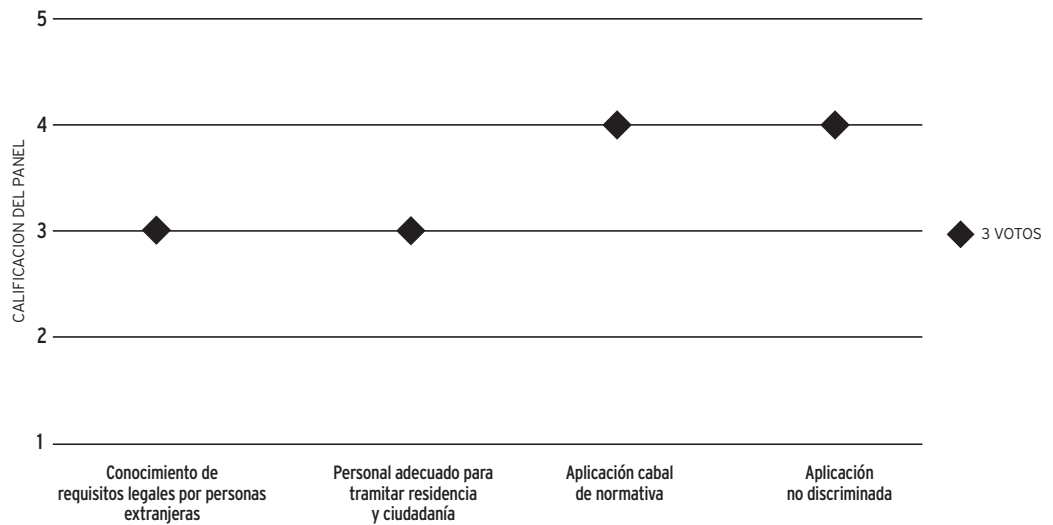 5
4
3
2
1
CALIFICACION DEL PANEL
3 VOTOS
Conocimiento de
requisitos legales por personas
extranjeras
Personal adecuado para
tramitar residencia
y ciudadanía
Aplicación cabal
de normativa
Aplicación
no discriminada